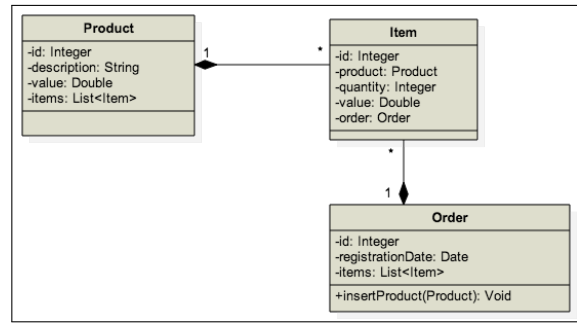 Product
-id: Integer
-description: String
-value: Double
-items: List<Item>
1
*
Item
-id: Integer
-product: Product
-quantity: Integer
-value: Double
-order: Order
*
1
Order
-id: Integer
-registrationDate: Date
-items: List<Item>
+insertProduct(Product): Void